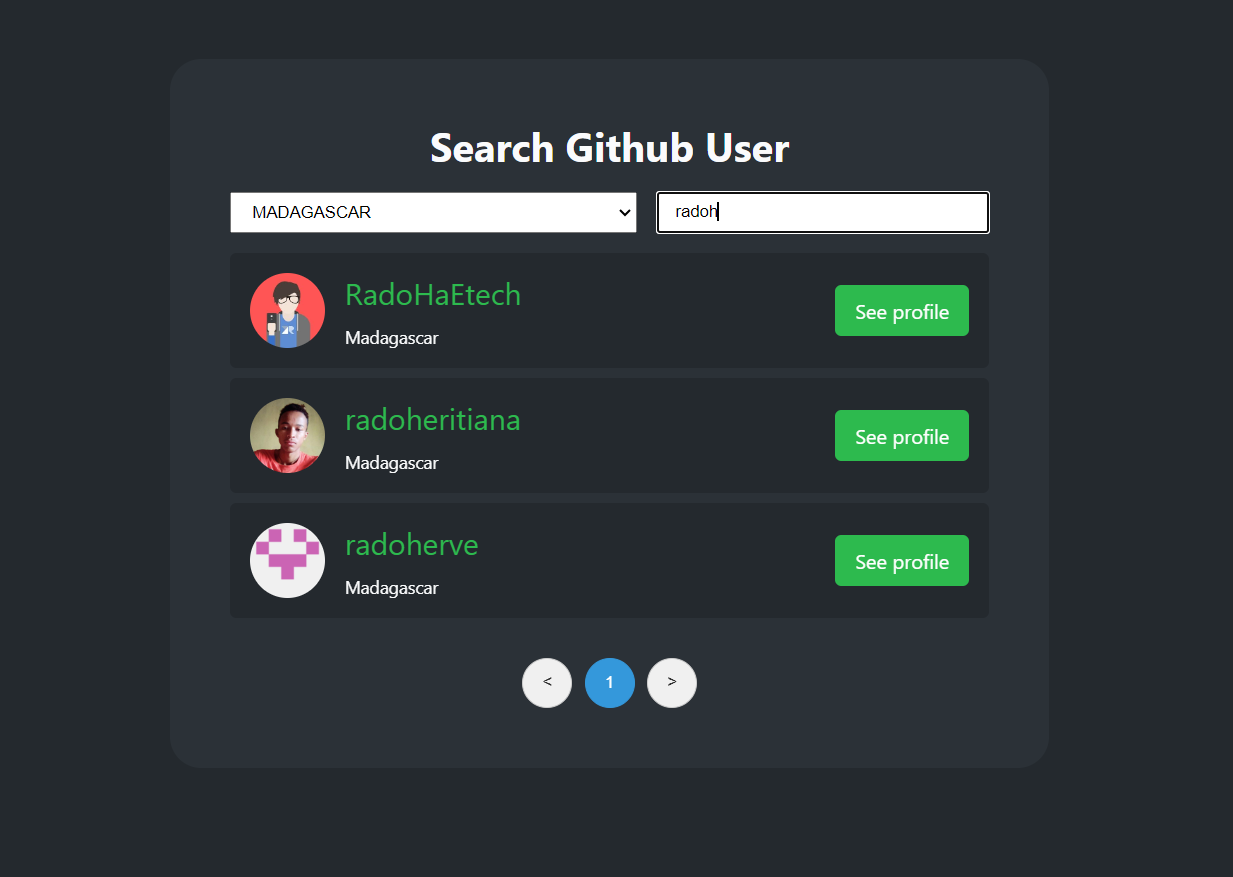 Search Github User
MADAGASCAR radoh
RadoHaEtech
Madagascar
See profile
radoheritiana
Madagascar
See profile
radoherve
Madagascar
See profile
< 1 >